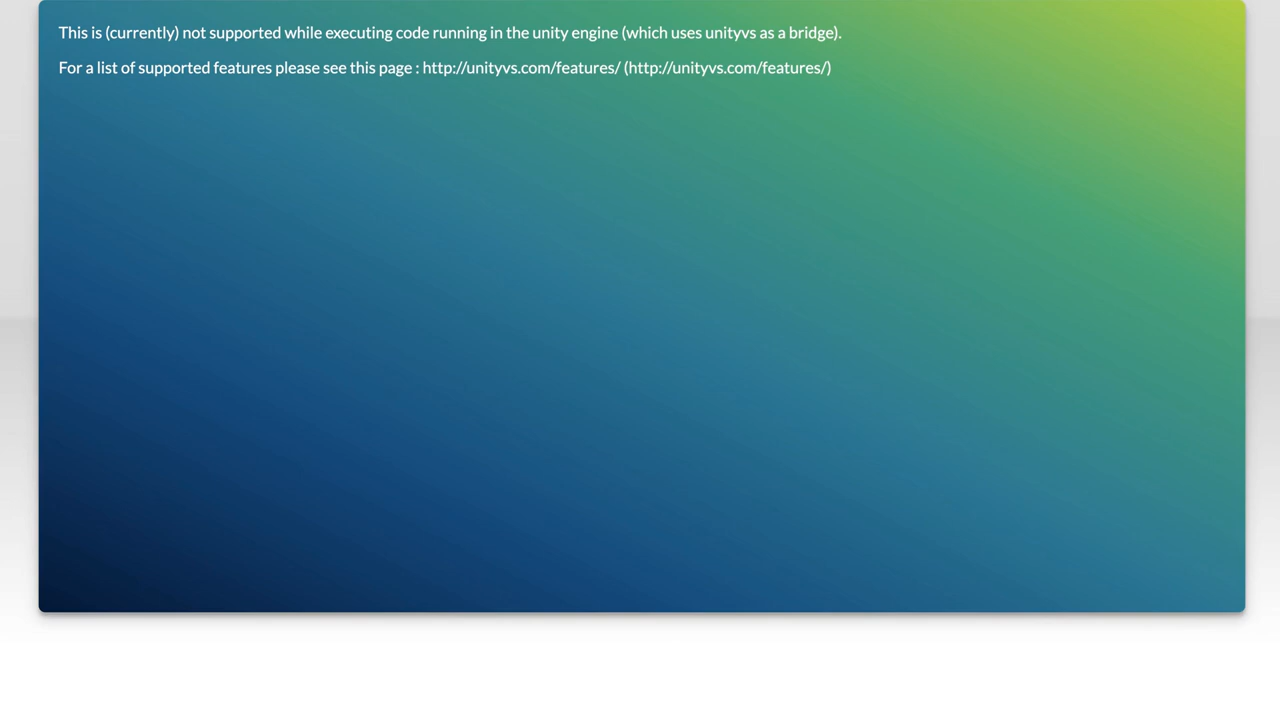 This is (currently) not supported while executing code running in the unity engine (which uses unityvs as a bridge).
For a list of supported features please see this page : http://unityvs.com/features/ (http://unityvs.com/features/)